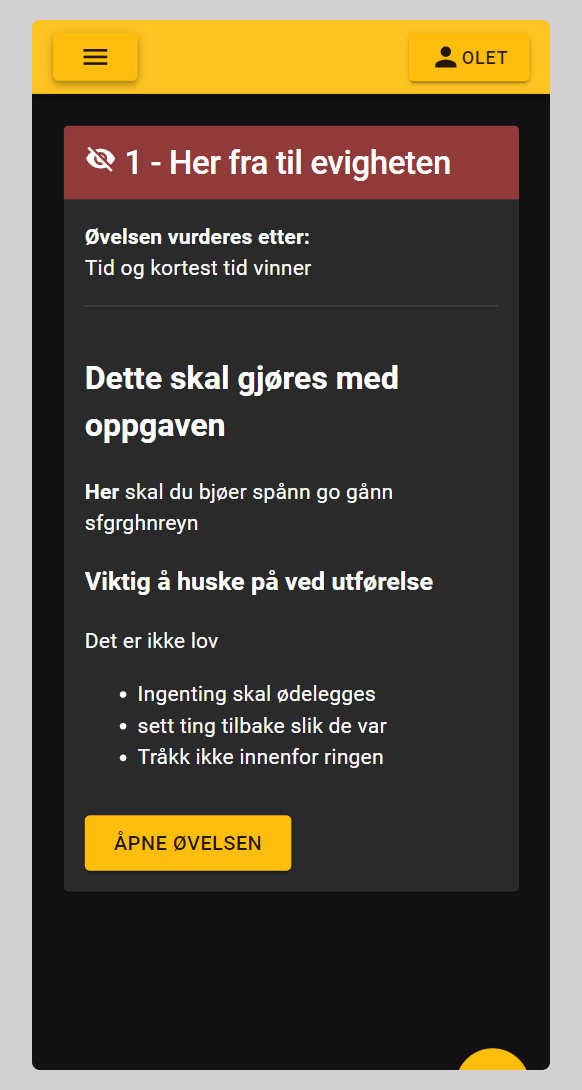 OLET
1 - Her fra til evigheten
Øvelsen vurderes etter:
Tid og kortest tid vinner
Dette skal gjøres med
oppgaven
Her skal du bjøer spånn go gånn
sfgrghnreyn
Viktig å huske på ved utførelse
Det er ikke lov
• Ingenting skal ødelegges
• sett ting tilbake slik de var
• Tråkk ikke innenfor ringen
ÅPNE ØVELSEN